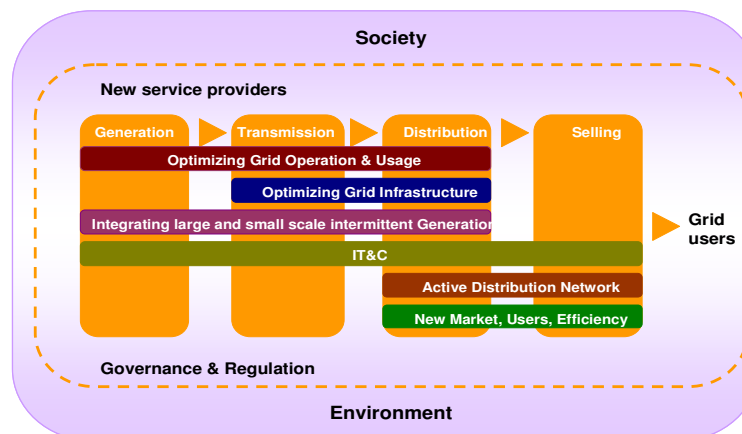 Society
New service providers
Generation Transmission Distribution Selling
Optimizing Grid Operation & Usage
Optimizing Grid Infrastructure
Integrating large and small scale intermittent Generation
Grid
users
IT&C
Active Distribution Network
New Market, Users, Efficiency
Governance & Regulation
Environment